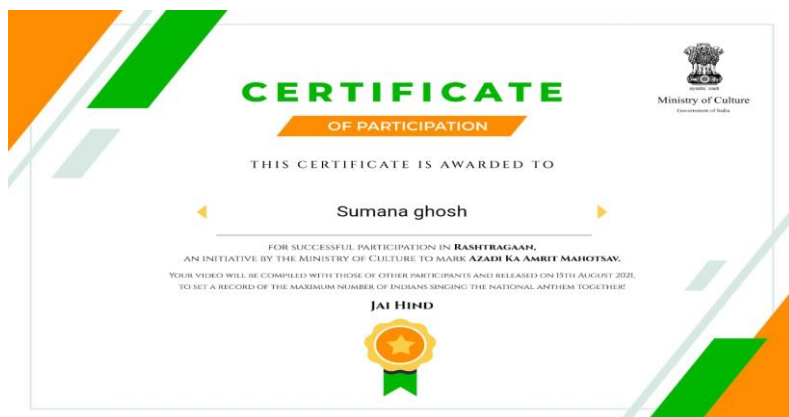 CERTIFICATE
OF PARTICIPATION
Ministry of Culture
Government of India
THIS CERTIFICATE IS AWARDED TO
Sumana ghosh
FOR SUCCESSFUL PARTICIPATION IN RASHTRAGAAN,
AN INITIATIVE BY THE MINISTRY OF CULTURE TO MARK AZADI KA AMRIT MAHOTSAV.
YOUR VIDEO WILL BE COMPILED WITH THOSE OF OTHER PARTICIPANTS AND RELEASED ON 15TH AUGUST 2021,
TO SET A RECORD OF THE MAXIMUM NUMBER OF INDIANS SINGING THE NATIONAL ANTHEM TOGETHER!
JAI HIND